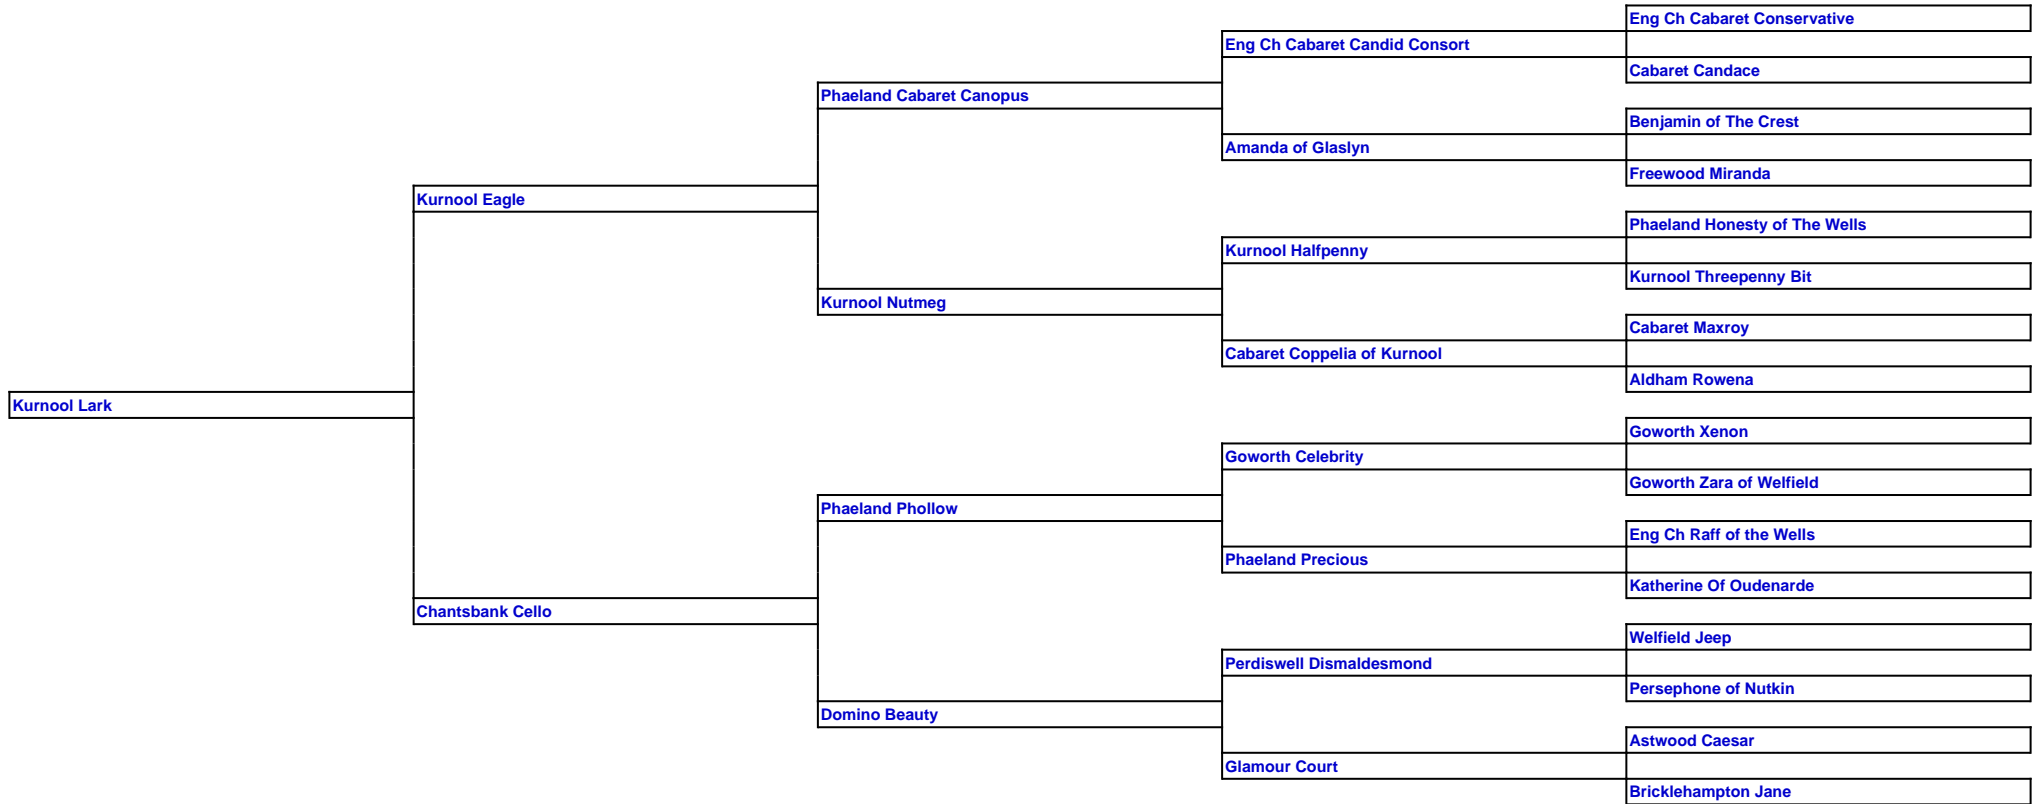 Eng Ch Cabaret Conservative
Eng Ch Cabaret Candid Consort
Cabaret Candace
Phaeland Cabaret Canopus
Benjamin of The Crest
Amanda of Glaslyn
Freewood Miranda
Kurnool Eagle
Phaeland Honesty of The Wells
Kurnool Halfpenny
Kurnool Threepenny Bit
Kurnool Nutmeg
Cabaret Maxroy
Cabaret Coppelia of Kurnool
Aldham Rowena
Kurnool Lark
Goworth Xenon
Goworth Celebrity
Goworth Zara of Welfield
Phaeland Phollow
Eng Ch Raff of the Wells
Phaeland Precious
Katherine Of Oudenarde
Chantsbank Cello
Welfield Jeep
Perdiswell Dismaldesmond
Persephone of Nutkin
Domino Beauty
Astwood Caesar
Glamour Court
Bricklehampton Jane